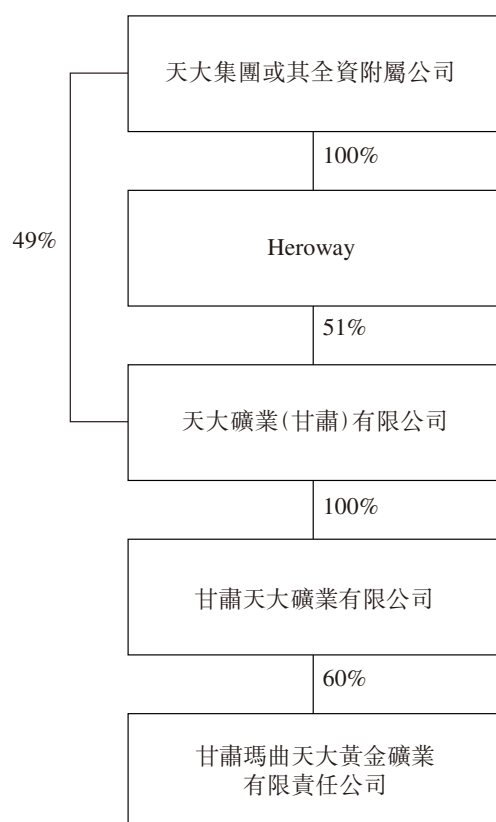 天大集團或其全資附屬公司
100%
Heroway
49%
51%
天大礦業(甘肅)有限公司
100%
甘肅天大礦業有限公司
60%
甘肅瑪曲天大黃金礦業
有限責任公司